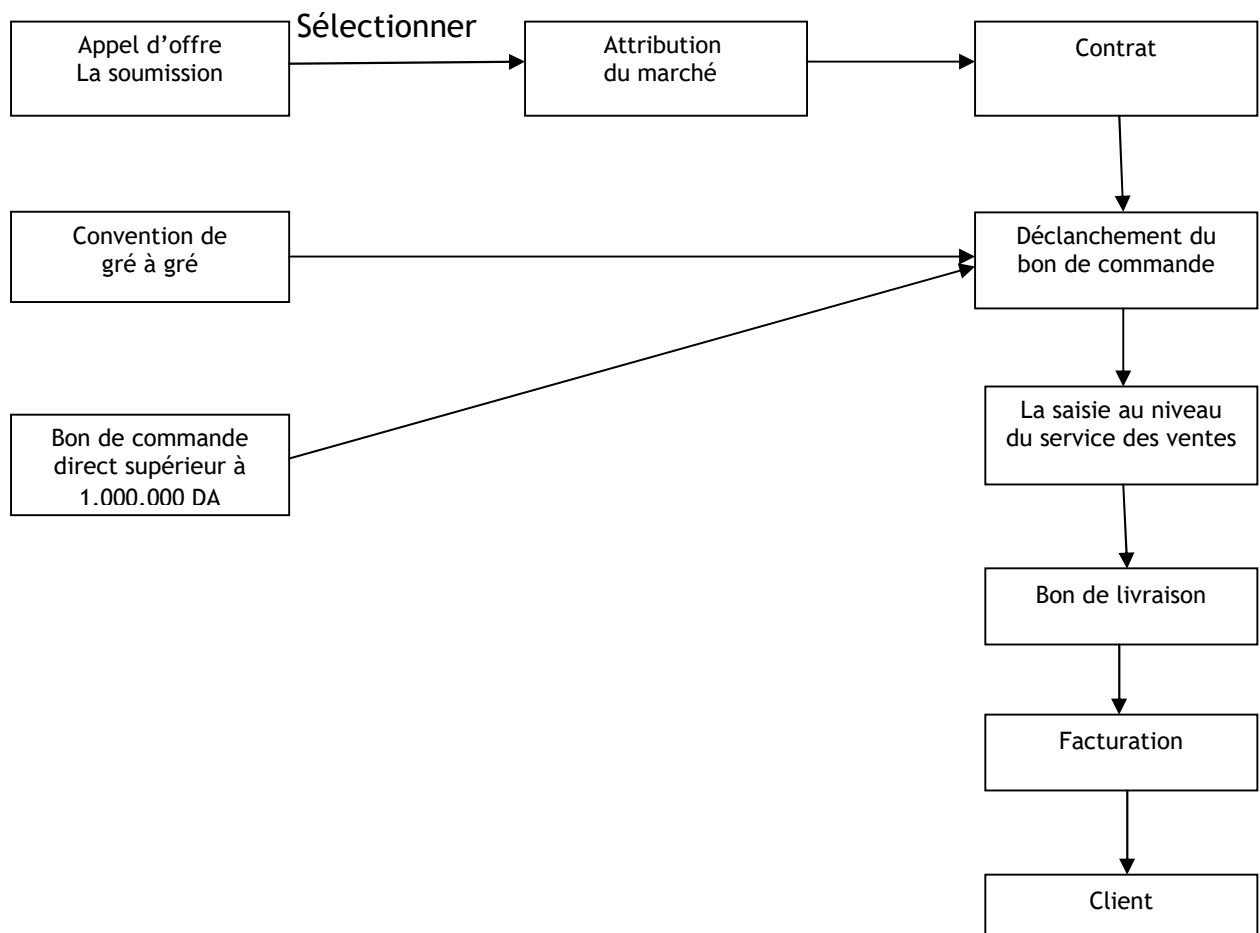 Sélectionner
Appel d’offre
La soumission
Attribution
du marché
Contrat
Convention de
gré à gré
Déclanchement du
bon de commande
Bon de commande
direct supérieur à
1.000.000 DA
La saisie au niveau
du service des ventes
Bon de livraison
Facturation
Client